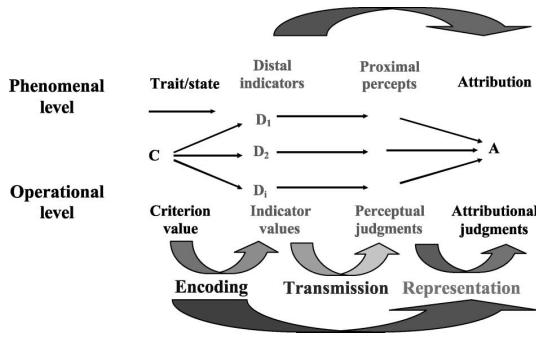 Phenomenal level
Trait/state
Distal indicators
Proximal percepts
Attribution
D1
C
D2
A
Di
Operational level
Criterion value
Indicator values
Perceptual judgments
Attributional judgments
Encoding
Transmission
Representation